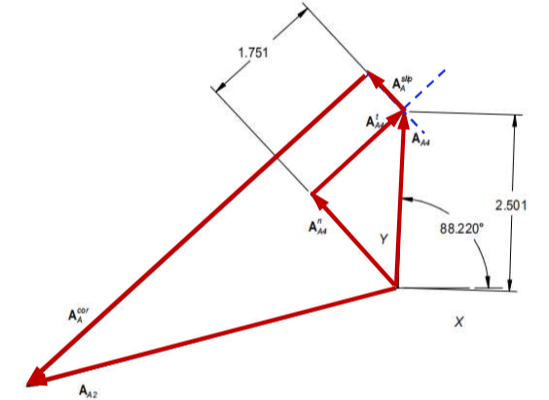 1.751
A_A^slip
A_A4^t
A_A4
2.501
A_A4^n
Y
88.220°
X
A_A^cor
A_A2